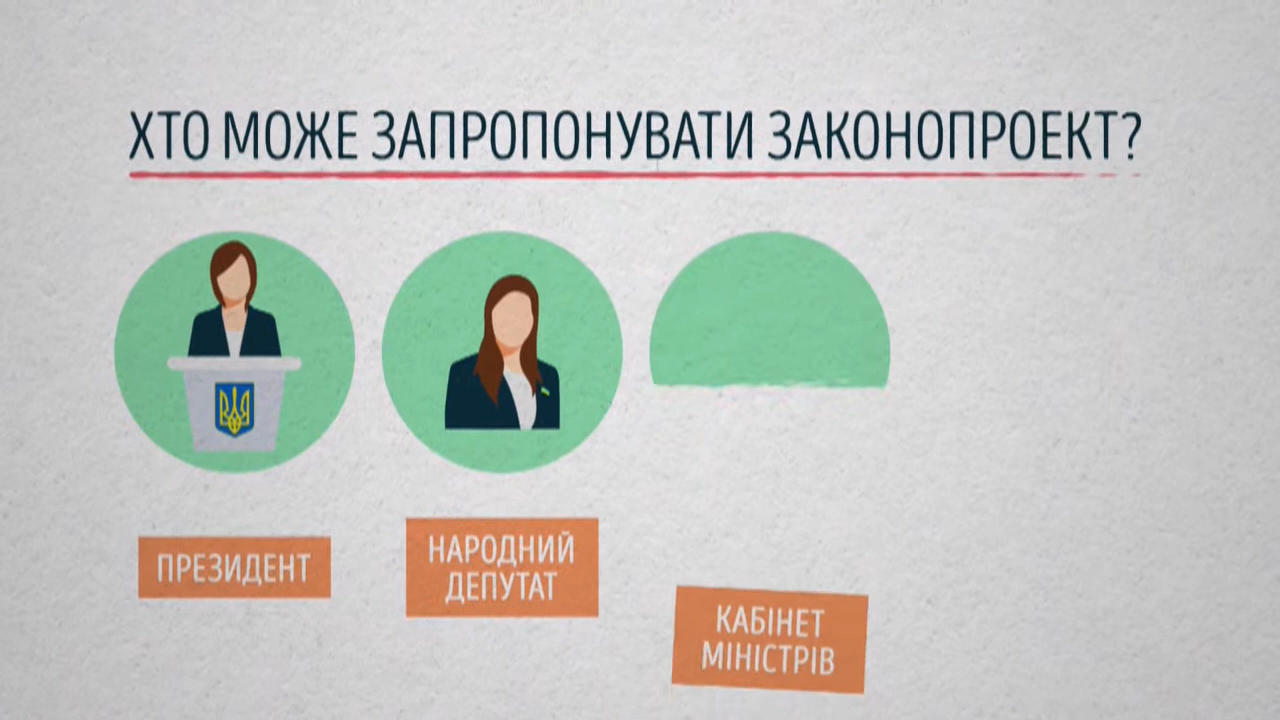 ХТО МОЖЕ ЗАПРОПОНУВАТИ ЗАКОНОПРОЕКТ?
ПРЕЗИДЕНТ
НАРОДНИЙ
ДЕПУТАТ
КАБІНЕТ
МІНІСТРІВ